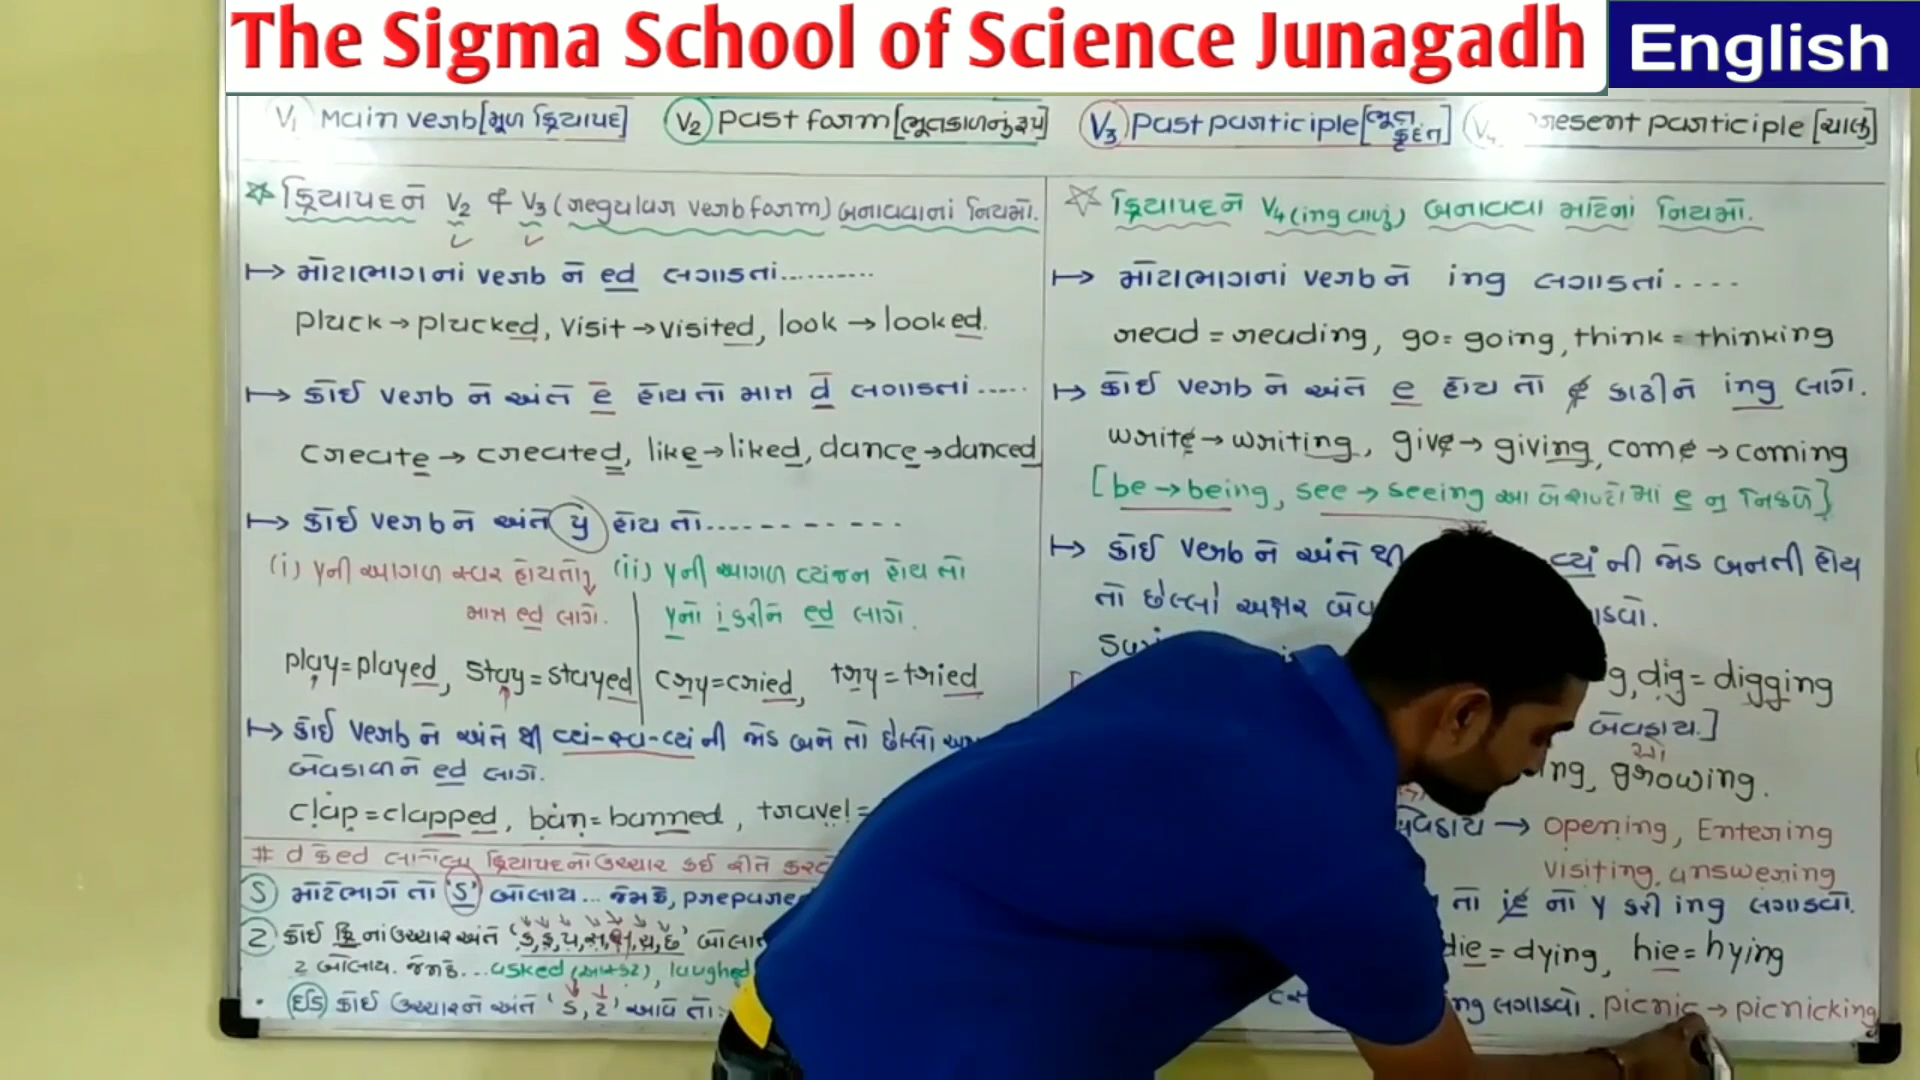 The Sigma School of Science Junagadh
English
V₁ Main verb [મૂળ ક્રિયાપદ]
V₂ past form [ભૂતકાળનું રૂપ]
V₃ Past participle [ભૂત કૃદંત]
V₄ resent participle [ચાલુ]
ક્રિયાપદને V₂ & V₃ (regular verb form) બનાવવાનાં નિયમો.
↦ મોટાભાગનાં verb ને ed લગાડતાં..........
pluck → plucked, visit → visited, look → looked.
↦ કોઈ verb ને અંતે e હોય તો માત્ર d લગાડતાં.....
create → created, like → liked, dance → danced
↦ કોઈ verb ને અંતે y હોય તો...............
(i) yની આગળ સ્વર હોય તો
માત્ર ed લાગે.
(ii) yની આગળ વ્યંજન હોય તો
yનો i કરીને ed લાગે.
play=played, stay=stayed
cry=cried, try=tried
↦ કોઈ verb ને અંતે થી વ્યં-સ્વ-વ્યં ની જોડ બને તો છેલ્લો
બેવડાળને ed લાગે.
clap=clapped, ban=banned, travel=
# d કે ed લાગેલા ક્રિયાપદનો ઉચ્ચાર કઈ રીતે
ડ મોટેભાગે તો 'ડ' બોલાય... જેમકે, prepare
ટ કોઈ ક્રિ નાં ઉચ્ચાર અંતે
ટ બોલાય. જેમકે... asked, laughed
ઈડ કોઈ ઉચ્ચારને અંતે 'ડ, ટ' આવે તો
ક્રિયાપદને V₄ (ing વાળું) બનાવવા માટેનાં નિયમો.
↦ મોટાભાગનાં verb ને ing લગાડતાં....
read = reading, go = going, think = thinking
↦ કોઈ verb ને અંતે e હોય તો e કાઢીને ing લાગે.
write → writing, give → giving, come → coming
[be → being, see → seeing આ બે શબ્દોમાં e ન નિકળે]
↦ કોઈ verb ને અંતે થી વ્યં ની જોડ બનતી હોય
તો છેલ્લો અક્ષર
g, dig = digging
બેવડાય.]
ng, growing.
→ Opening, Entering
visiting, answering
તો ie નો y કરી ing લગાડવો.
die = dying, hie = hying
ng લગાડવો. picnic → picnicking